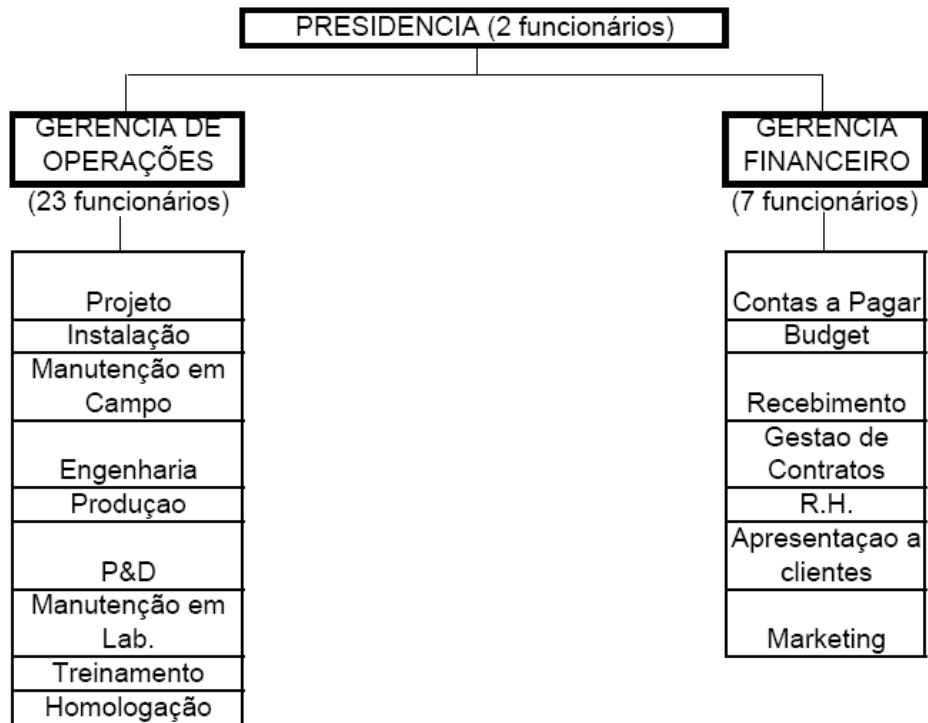 PRESIDENCIA (2 funcionários)
GERENCIA DE
OPERAÇÕES
(23 funcionários)
Projeto
Instalação
Manutenção em
Campo
Engenharia
Produçao
P&D
Manutenção em
Lab.
Treinamento
Homologação
GERENCIA
FINANCEIRO
(7 funcionários)
Contas a Pagar
Budget
Recebimento
Gestao de
Contratos
R.H.
Apresentaçao a
clientes
Marketing